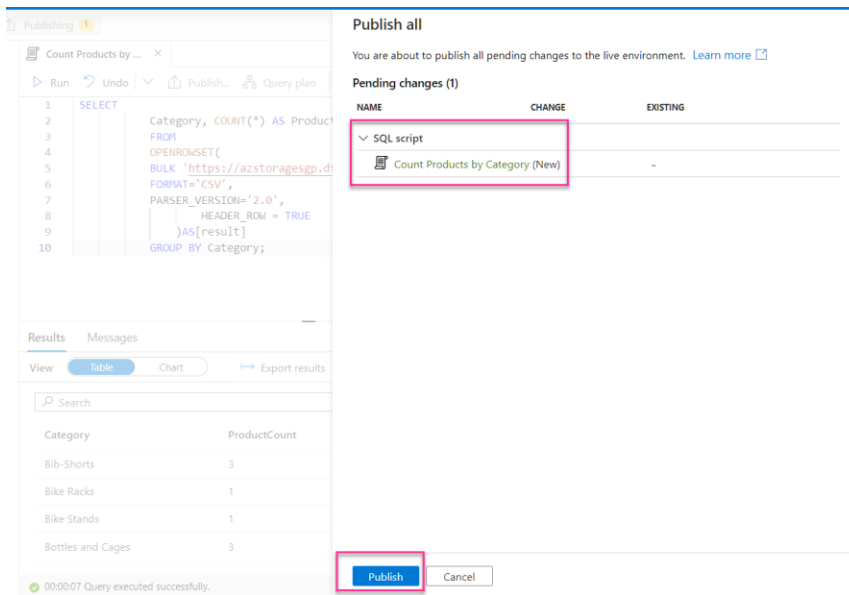 Publishing 1
Count Products by ...
Run Undo Publish... Query plan
1 SELECT
2 Category, COUNT(*) AS Product
3 FROM
4 OPENROWSET(
5 BULK 'https://azstoragesgp.d
6 FORMAT='CSV',
7 PARSER_VERSION='2.0',
8 HEADER_ROW = TRUE
9 )AS[result]
10 GROUP BY Category;
Results Messages
View Table Chart Export results
Search
Category ProductCount
Bib-Shorts 3
Bike Racks 1
Bike Stands 1
Bottles and Cages 3
00:00:07 Query executed successfully.
Publish all
You are about to publish all pending changes to the live environment. Learn more
Pending changes (1)
NAME CHANGE EXISTING
SQL script
Count Products by Category (New) -
Publish Cancel